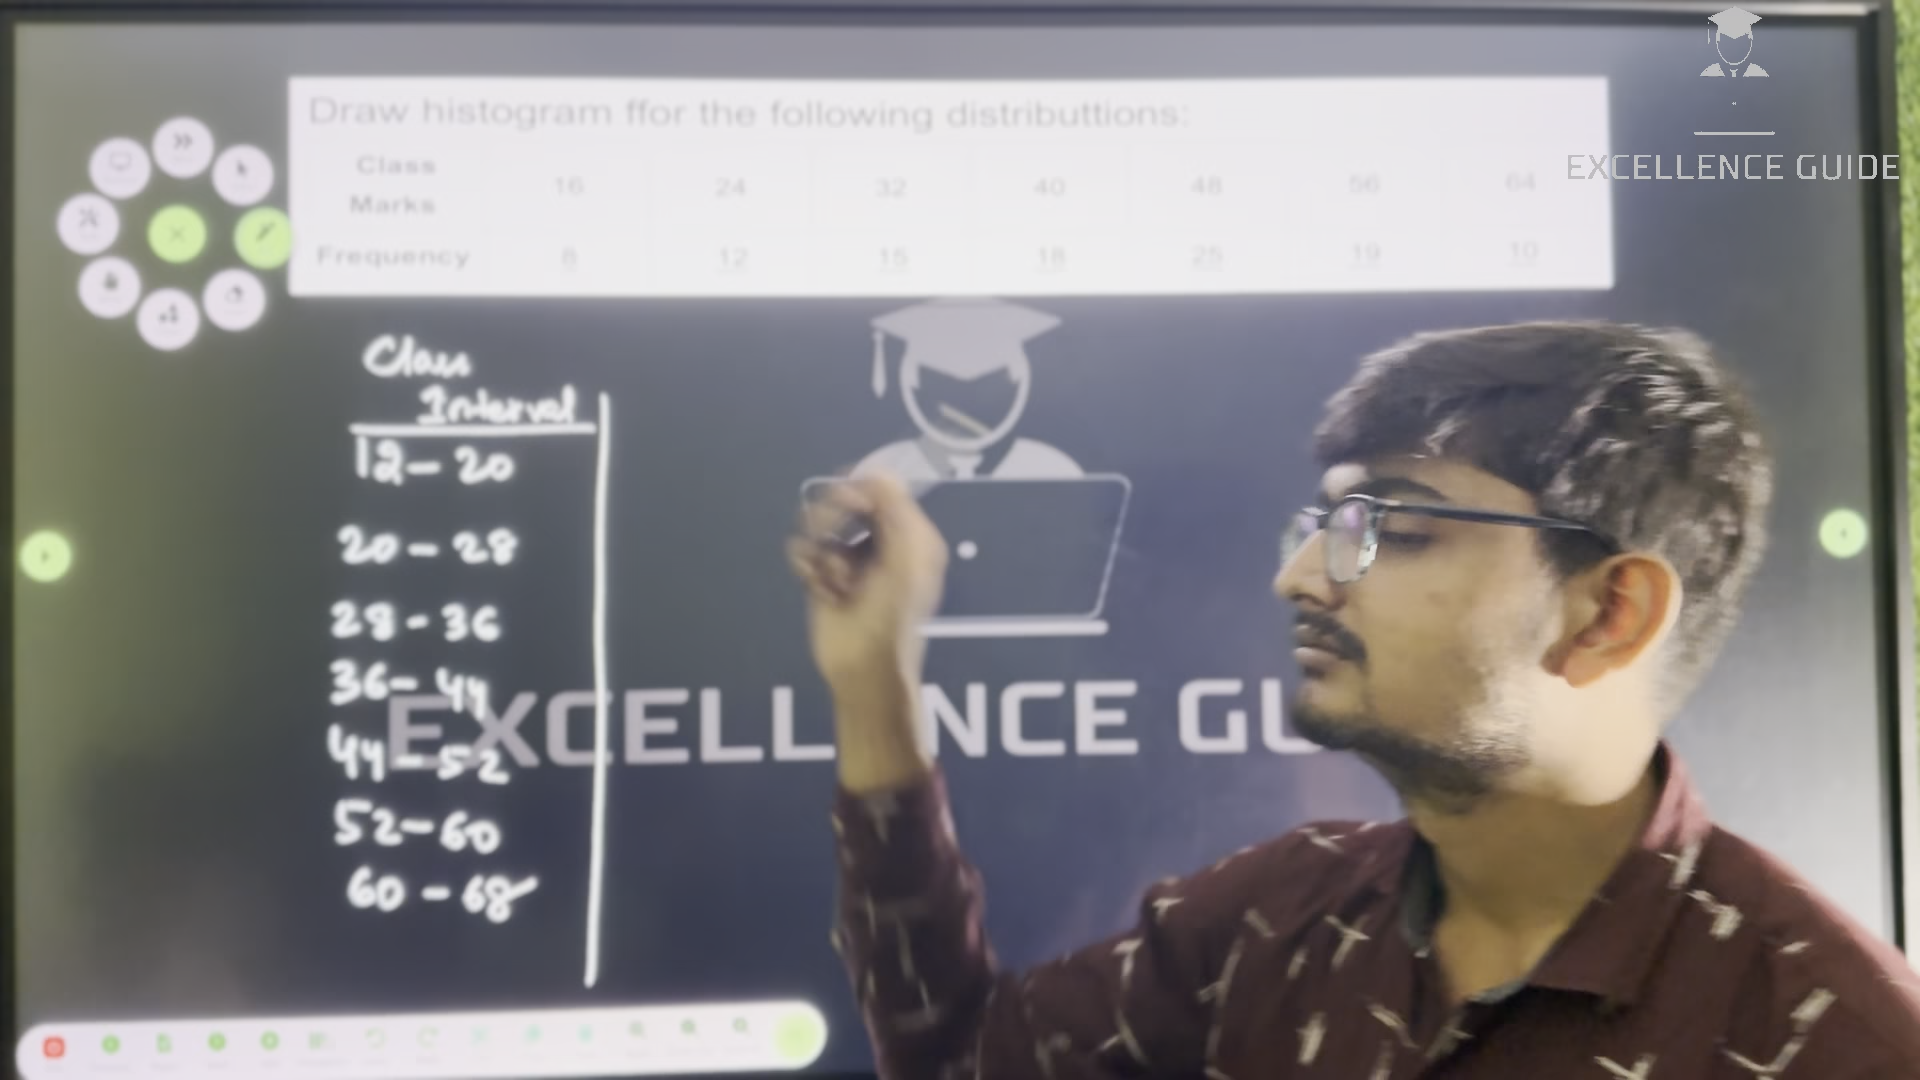 EXCELLENCE GUIDE
Draw histogram ffor the following distributtions:
Class
Marks 16 24 32 40 48 56 64
Frequency 8 12 15 18 25 19 10
Class
Interval
12 - 20
20 - 28
28 - 36
36 - 44
44 - 52
52 - 60
60 - 68
EXCELLENCE GU